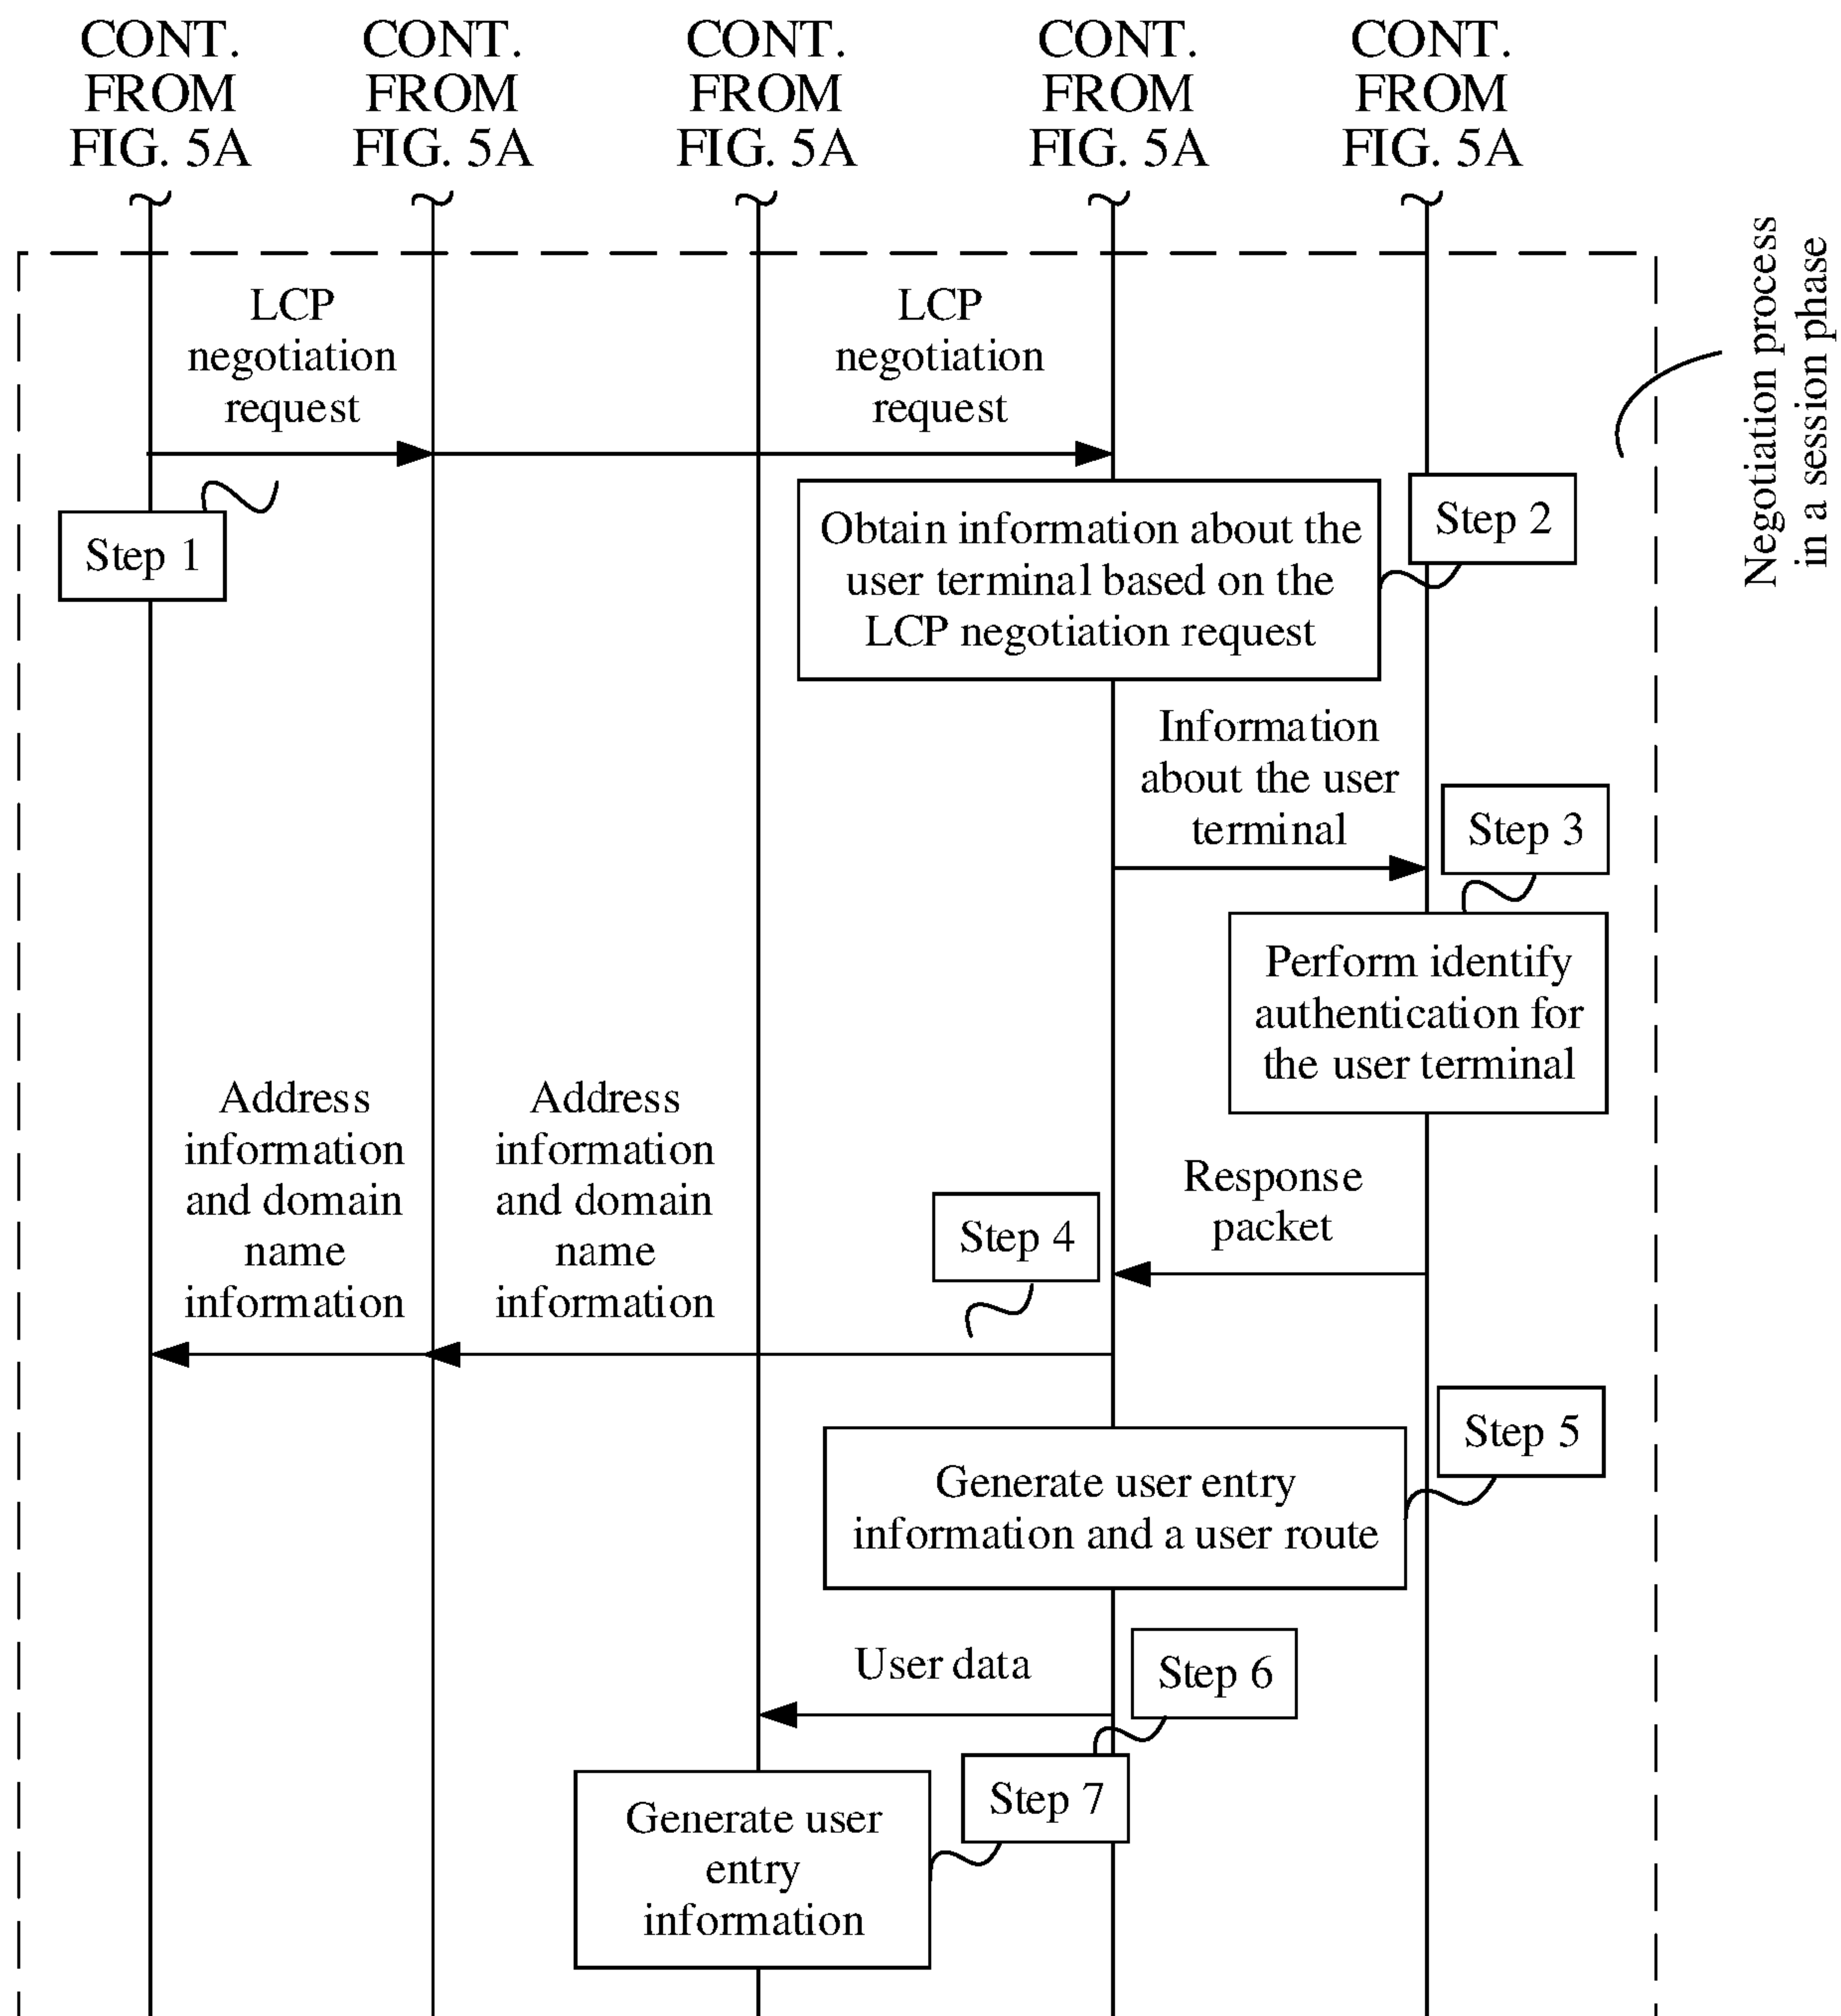 CONT.
FROM
FIG. 5A
CONT.
FROM
FIG. 5A
CONT.
FROM
FIG. 5A
CONT.
FROM
FIG. 5A
CONT.
FROM
FIG. 5A
Negotiation process
in a session phase
LCP
negotiation
request
LCP
negotiation
request
Step 1
Obtain information about the
user terminal based on the
LCP negotiation request
Step 2
Information
about the user
terminal
Step 3
Perform identify
authentication for
the user terminal
Address
information
and domain
name
information
Address
information
and domain
name
information
Step 4
Response
packet
Step 5
Generate user entry
information and a user route
User data
Step 6
Step 7
Generate user
entry
information